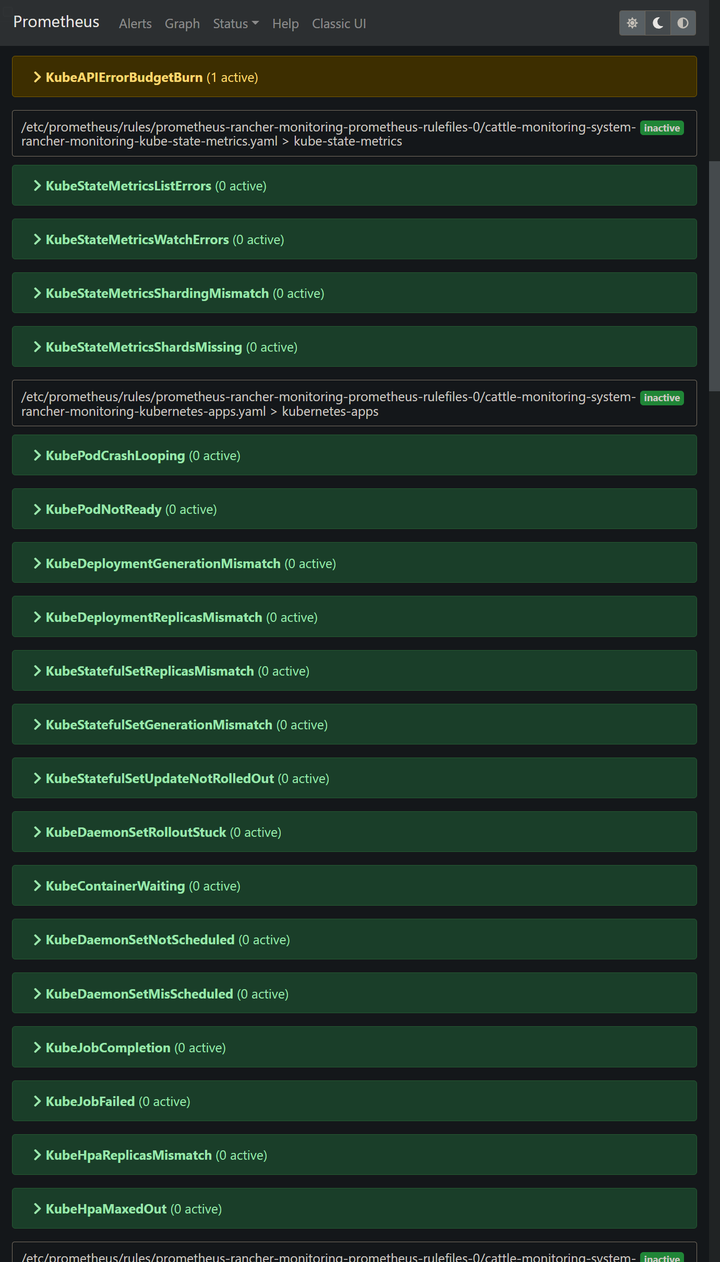 Prometheus Alerts Graph Status Help Classic UI
KubeAPIErrorBudgetBurn (1 active)
/etc/prometheus/rules/prometheus-rancher-monitoring-prometheus-rulefiles-0/cattle-monitoring-system- inactive
rancher-monitoring-kube-state-metrics.yaml > kube-state-metrics
KubeStateMetricsListErrors (0 active)
KubeStateMetricsWatchErrors (0 active)
KubeStateMetricsShardingMismatch (0 active)
KubeStateMetricsShardsMissing (0 active)
/etc/prometheus/rules/prometheus-rancher-monitoring-prometheus-rulefiles-0/cattle-monitoring-system- inactive
rancher-monitoring-kubernetes-apps.yaml > kubernetes-apps
KubePodCrashLooping (0 active)
KubePodNotReady (0 active)
KubeDeploymentGenerationMismatch (0 active)
KubeDeploymentReplicasMismatch (0 active)
KubeStatefulSetReplicasMismatch (0 active)
KubeStatefulSetGenerationMismatch (0 active)
KubeStatefulSetUpdateNotRolledOut (0 active)
KubeDaemonSetRolloutStuck (0 active)
KubeContainerWaiting (0 active)
KubeDaemonSetNotScheduled (0 active)
KubeDaemonSetMisScheduled (0 active)
KubeJobCompletion (0 active)
KubeJobFailed (0 active)
KubeHpaReplicasMismatch (0 active)
KubeHpaMaxedOut (0 active)
/etc/prometheus/rules/prometheus-rancher-monitoring-prometheus-rulefiles-0/cattle-monitoring-system- inactive